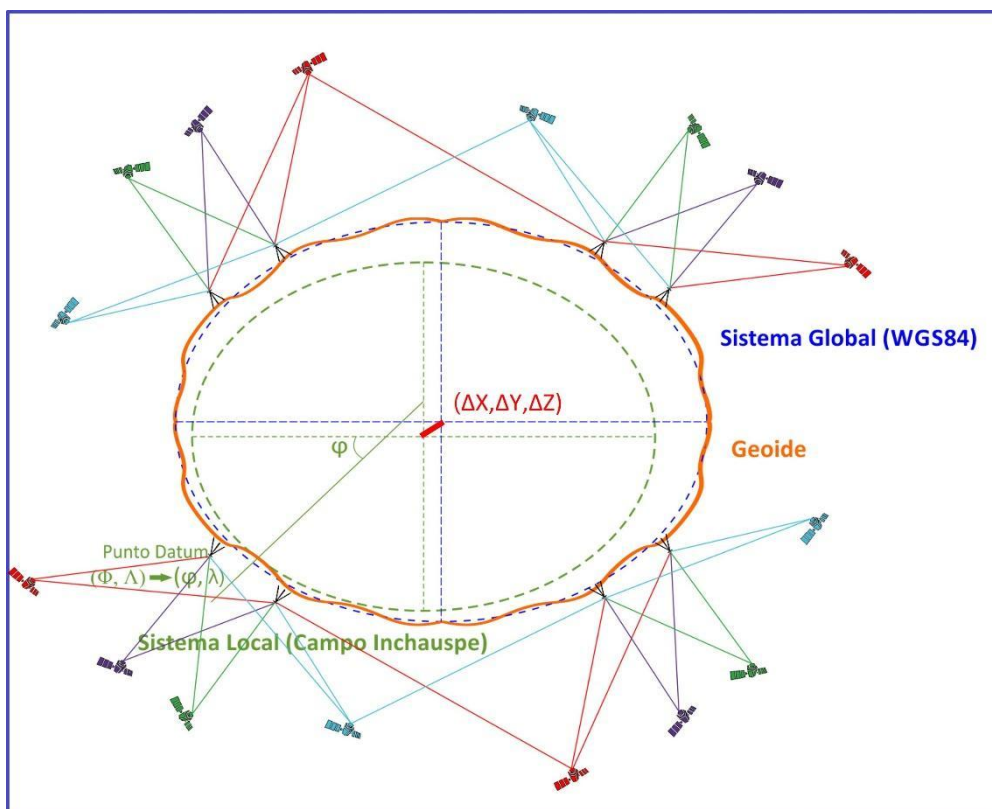 Sistema Global (WGS84)
(ΔX,ΔY,ΔZ)
φ
Geoide
Punto Datum
(Φ, Λ) ➞ (φ, λ)
Sistema Local (Campo Inchauspe)